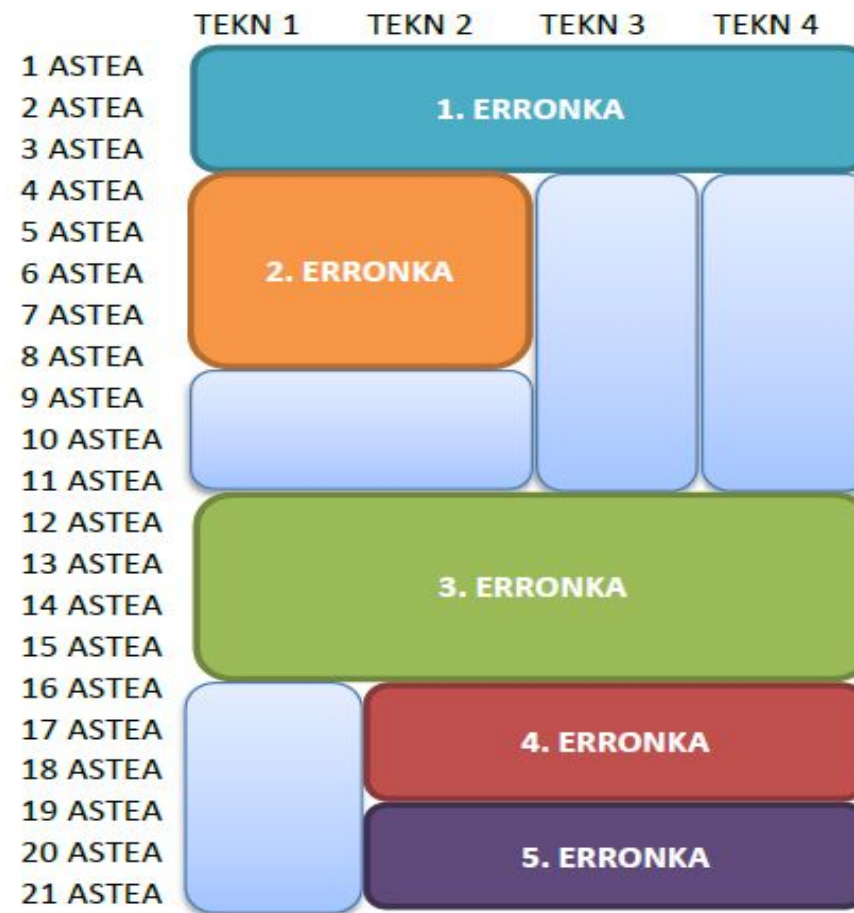 TEKN 1 TEKN 2 TEKN 3 TEKN 4
1 ASTEA
2 ASTEA 1. ERRONKA
3 ASTEA
4 ASTEA
5 ASTEA
6 ASTEA 2. ERRONKA
7 ASTEA
8 ASTEA
9 ASTEA
10 ASTEA
11 ASTEA
12 ASTEA
13 ASTEA
3. ERRONKA
14 ASTEA
15 ASTEA
16 ASTEA
17 ASTEA 4. ERRONKA
18 ASTEA
19 ASTEA
20 ASTEA 5. ERRONKA
21 ASTEA